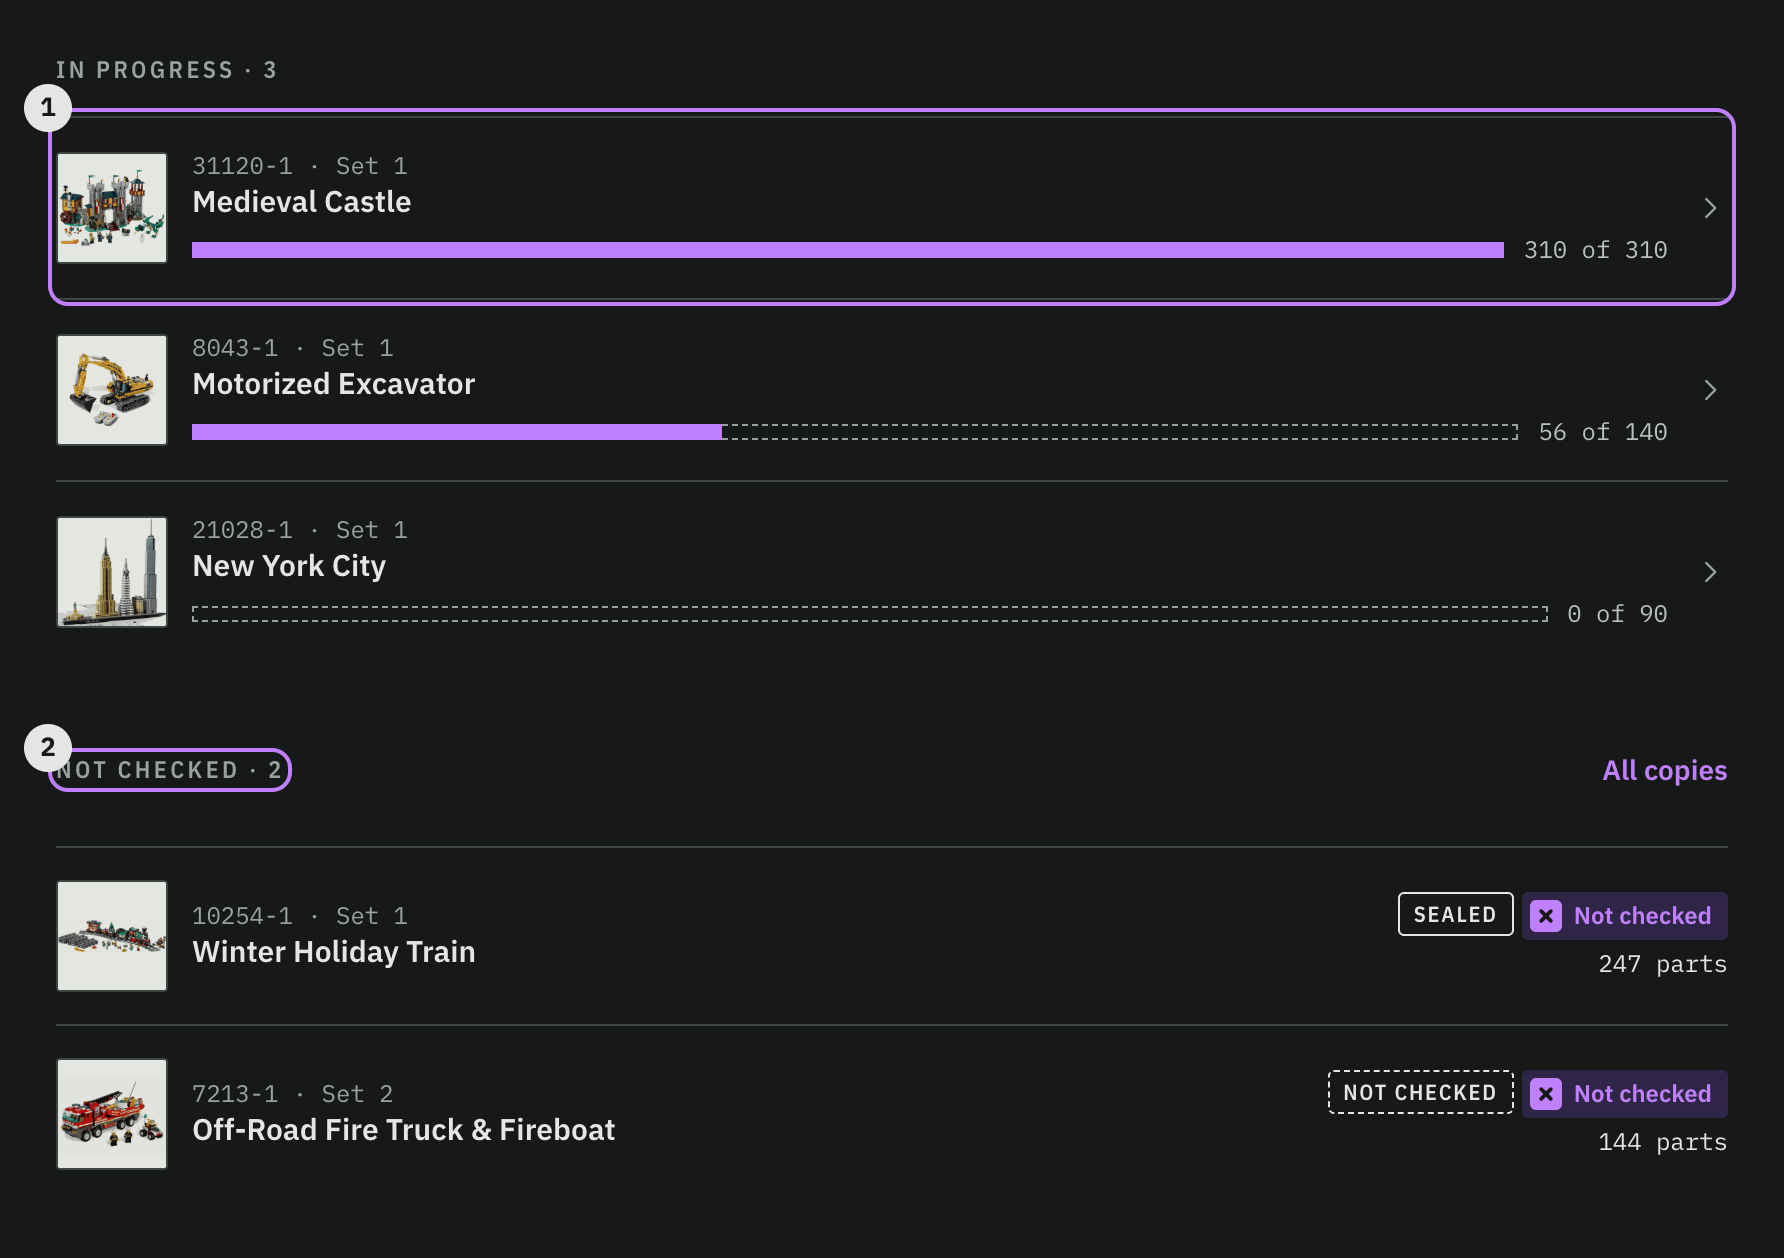 IN PROGRESS · 3
1
31120-1 · Set 1
Medieval Castle
310 of 310
8043-1 · Set 1
Motorized Excavator
56 of 140
21028-1 · Set 1
New York City
0 of 90
2
NOT CHECKED · 2
All copies
10254-1 · Set 1
Winter Holiday Train
SEALED
Not checked
247 parts
7213-1 · Set 2
Off-Road Fire Truck & Fireboat
NOT CHECKED
Not checked
144 parts